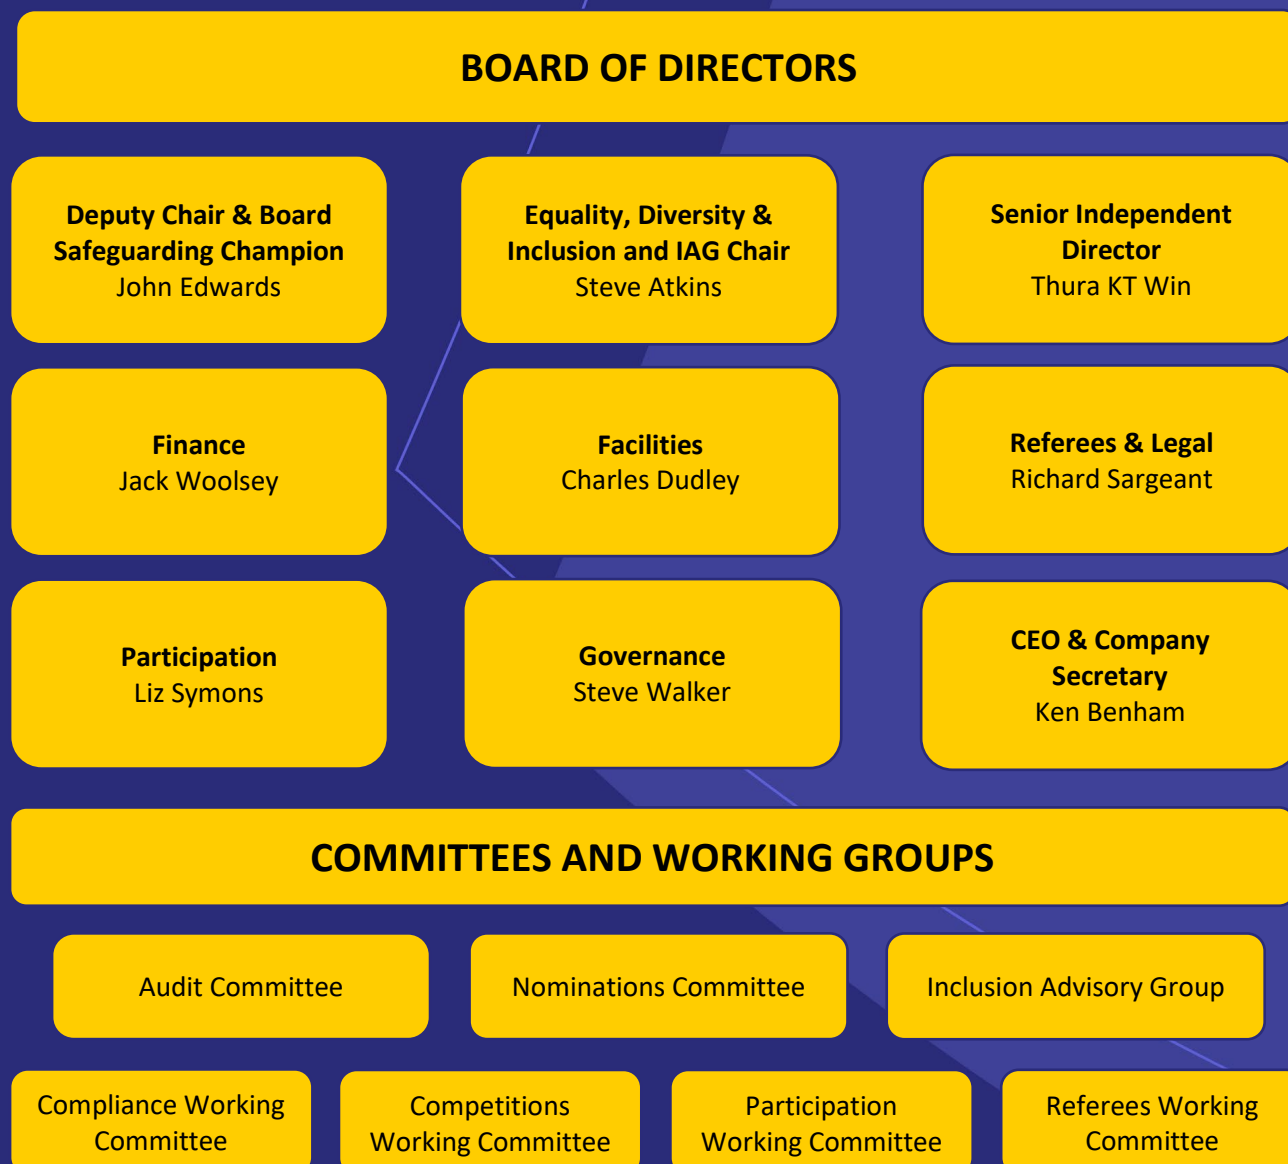 BOARD OF DIRECTORS
Deputy Chair & Board
Safeguarding Champion
John Edwards
Equality, Diversity &
Inclusion and IAG Chair
Steve Atkins
Senior Independent
Director
Thura KT Win
Finance
Jack Woolsey
Facilities
Charles Dudley
Referees & Legal
Richard Sargeant
Participation
Liz Symons
Governance
Steve Walker
CEO & Company
Secretary
Ken Benham
COMMITTEES AND WORKING GROUPS
Audit Committee
Nominations Committee
Inclusion Advisory Group
Compliance Working
Committee
Competitions
Working Committee
Participation
Working Committee
Referees Working
Committee